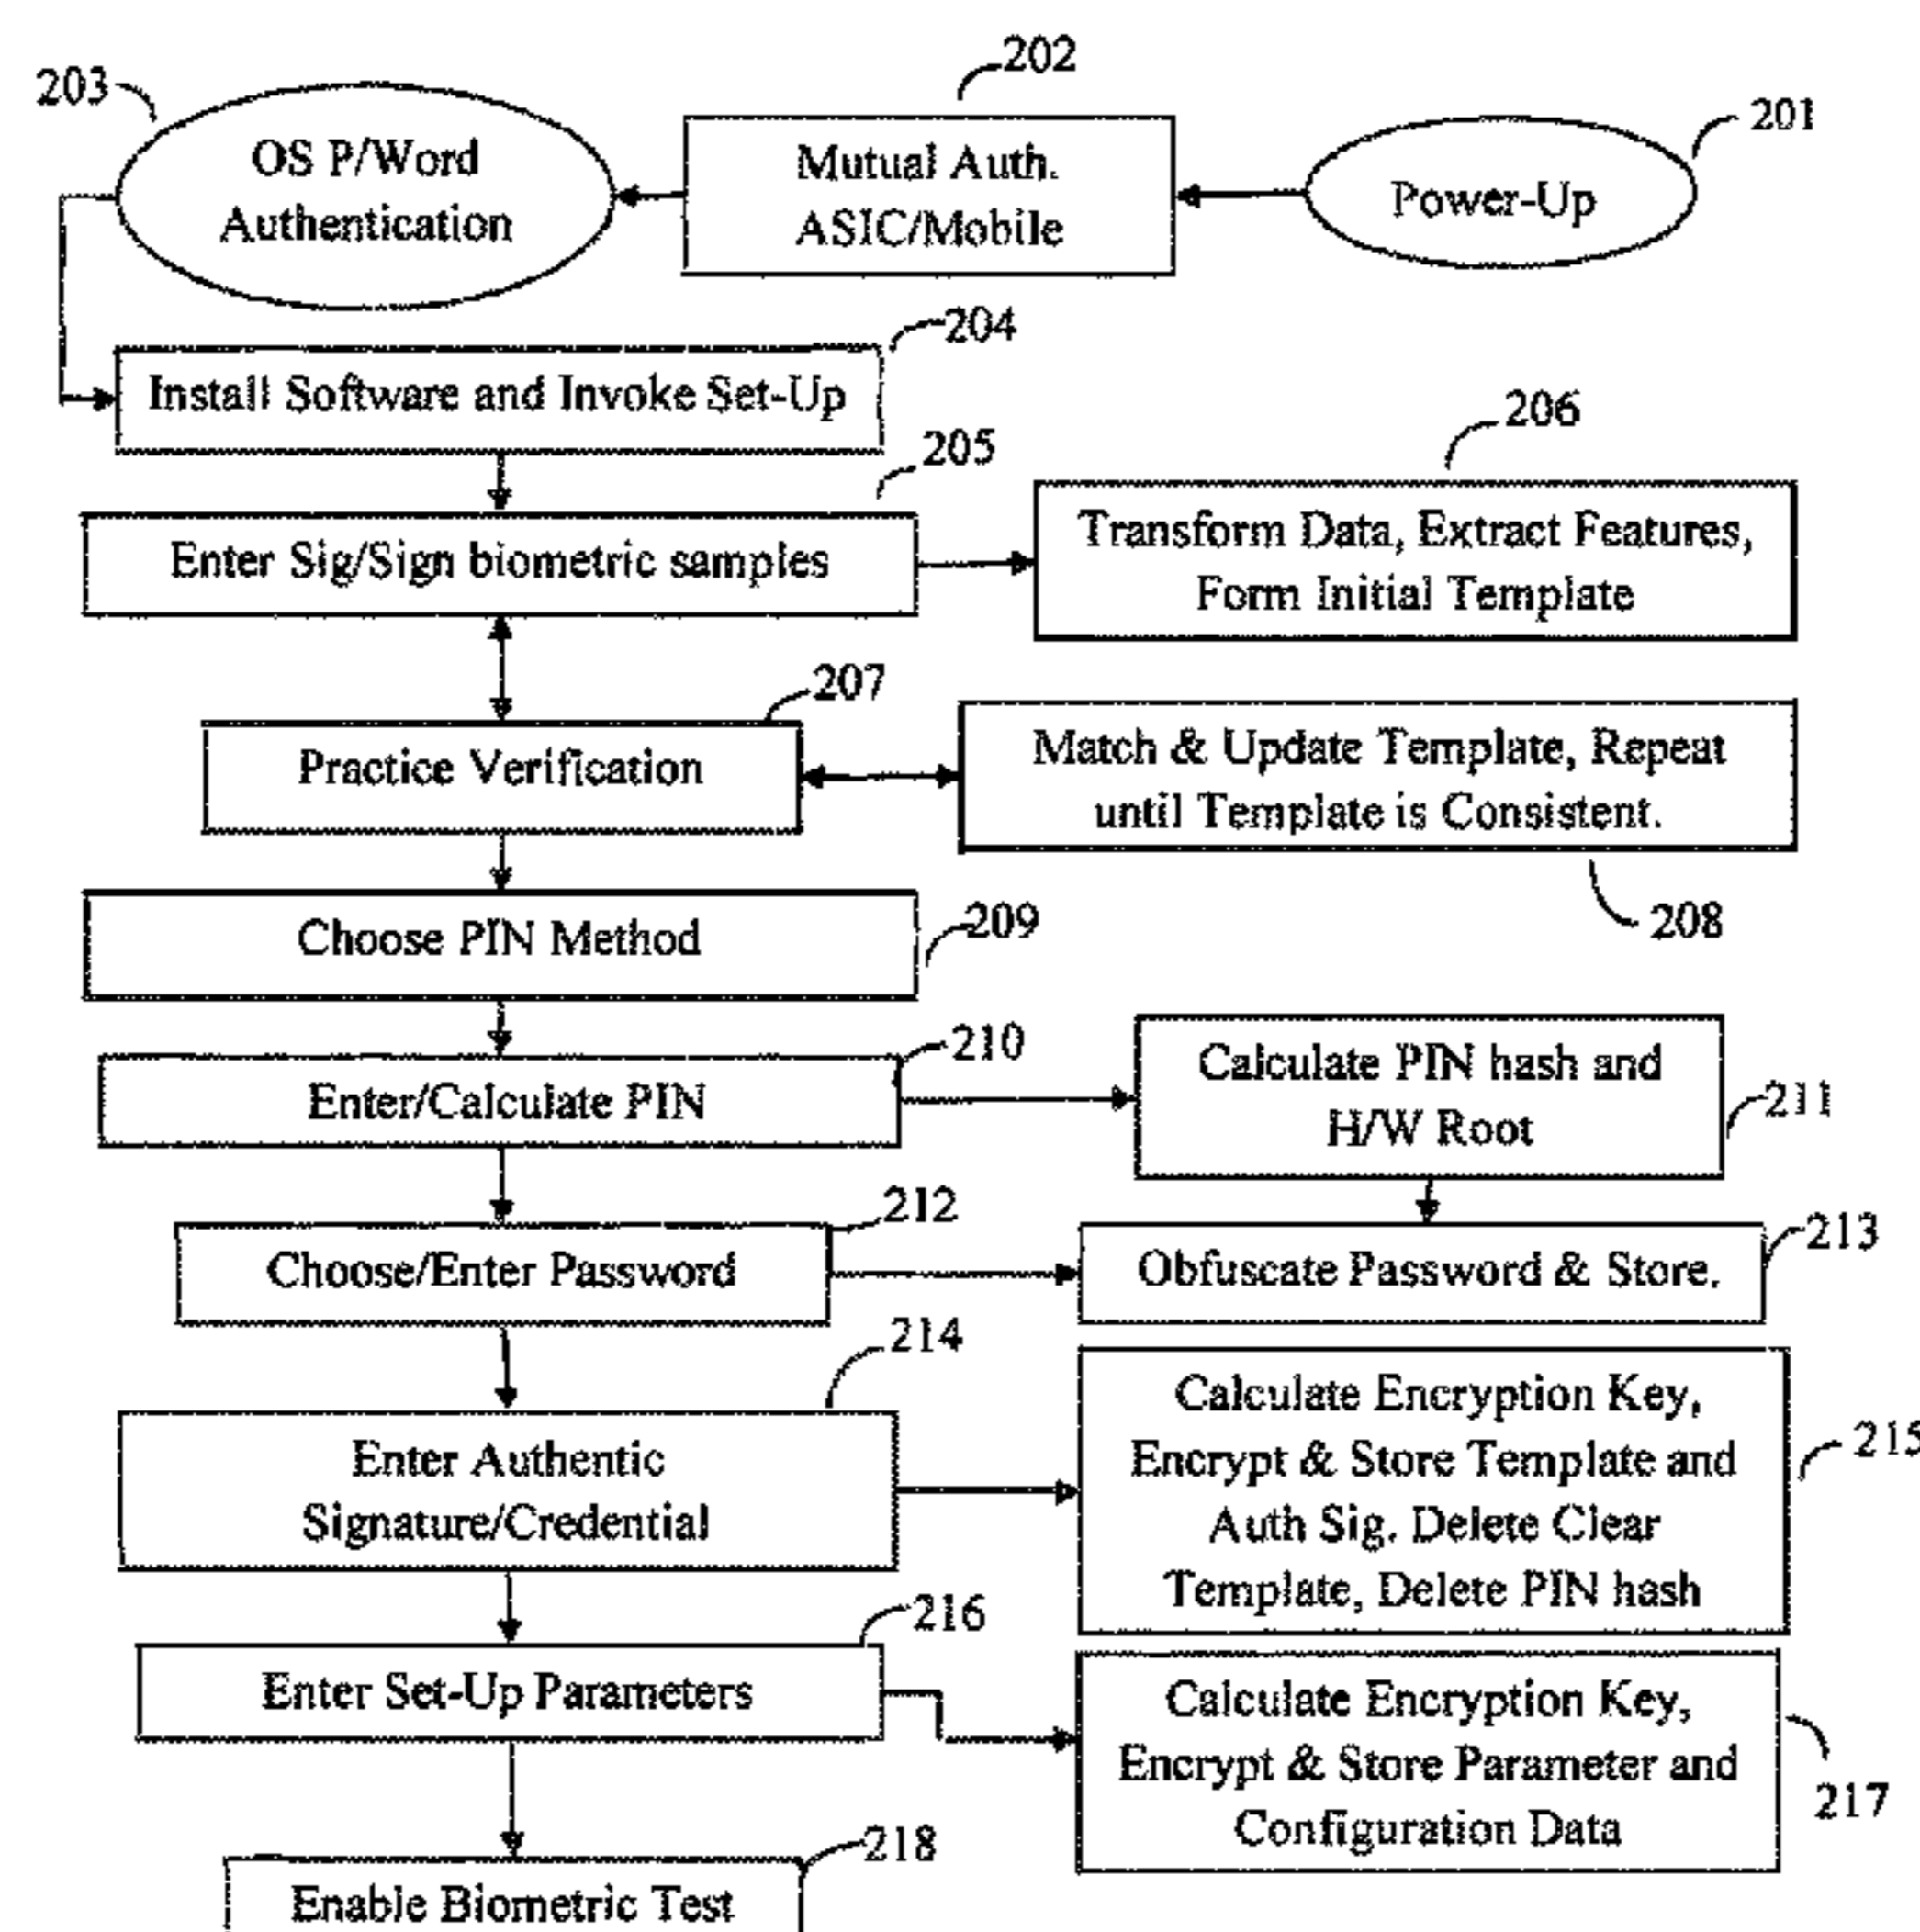 202
203
201
OS P/Word
Authentication
Mutual Auth.
ASIC/Mobile
Power-Up
204
Install Software and Invoke Set-Up
205
206
Enter Sig/Sign biometric samples
Transform Data, Extract Features,
Form Initial Template
207
Practice Verification
Match & Update Template, Repeat
until Template is Consistent.
208
Choose PIN Method
209
210
Enter/Calculate PIN
Calculate PIN hash and
H/W Root
211
212
Choose/Enter Password
Obfuscate Password & Store.
213
214
Enter Authentic
Signature/Credential
Calculate Encryption Key,
Encrypt & Store Template and
Auth Sig. Delete Clear
Template, Delete PIN hash
215
216
Enter Set-Up Parameters
Calculate Encryption Key,
Encrypt & Store Parameter and
Configuration Data
217
218
Enable Biometric Test